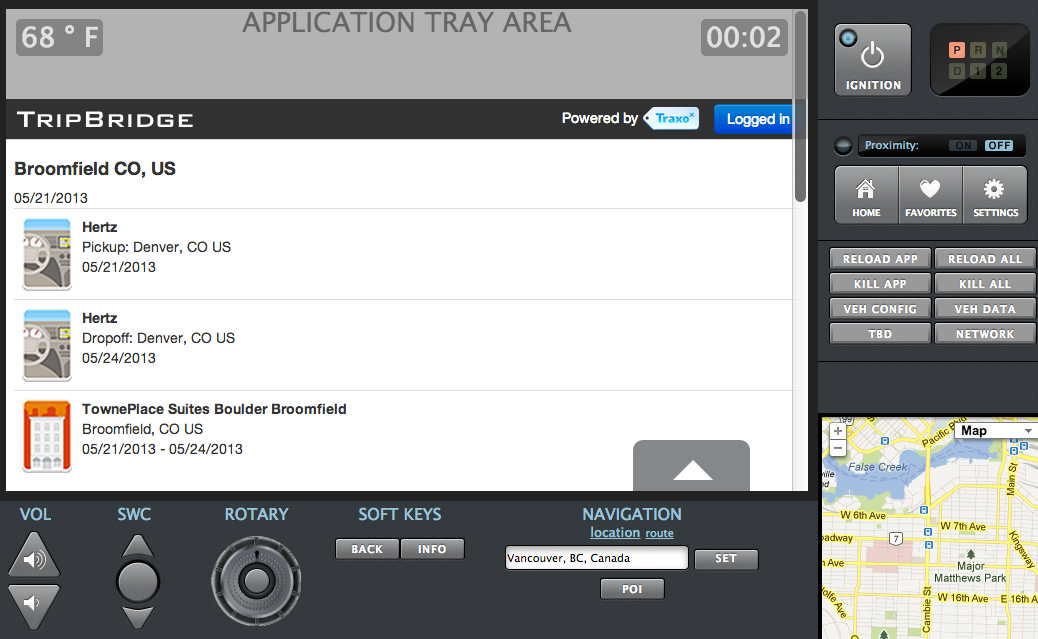 APPLICATION TRAY AREA
68 ° F
00:02
TRIPBRIDGE
Powered by Traxo×
Logged in
Broomfield CO, US
05/21/2013
Hertz
Pickup: Denver, CO US
05/21/2013
Hertz
Dropoff: Denver, CO US
05/24/2013
TownePlace Suites Boulder Broomfield
Broomfield, CO US
05/21/2013 - 05/24/2013
VOL
SWC
ROTARY
SOFT KEYS
BACK
INFO
NAVIGATION
location route
Vancouver, BC, Canada
SET
POI
IGNITION
P R N
D 1 2
Proximity: ON OFF
HOME
FAVORITES
SETTINGS
RELOAD APP
RELOAD ALL
KILL APP
KILL ALL
VEH CONFIG
VEH DATA
TBD
NETWORK
+
Map
−
Pacific Blvd
False Creek
Main St
W 6th Ave
W 7th Ave
7
Kingsway
Major
Matthews Park
W 16th Ave
E 16th A
Cambie St